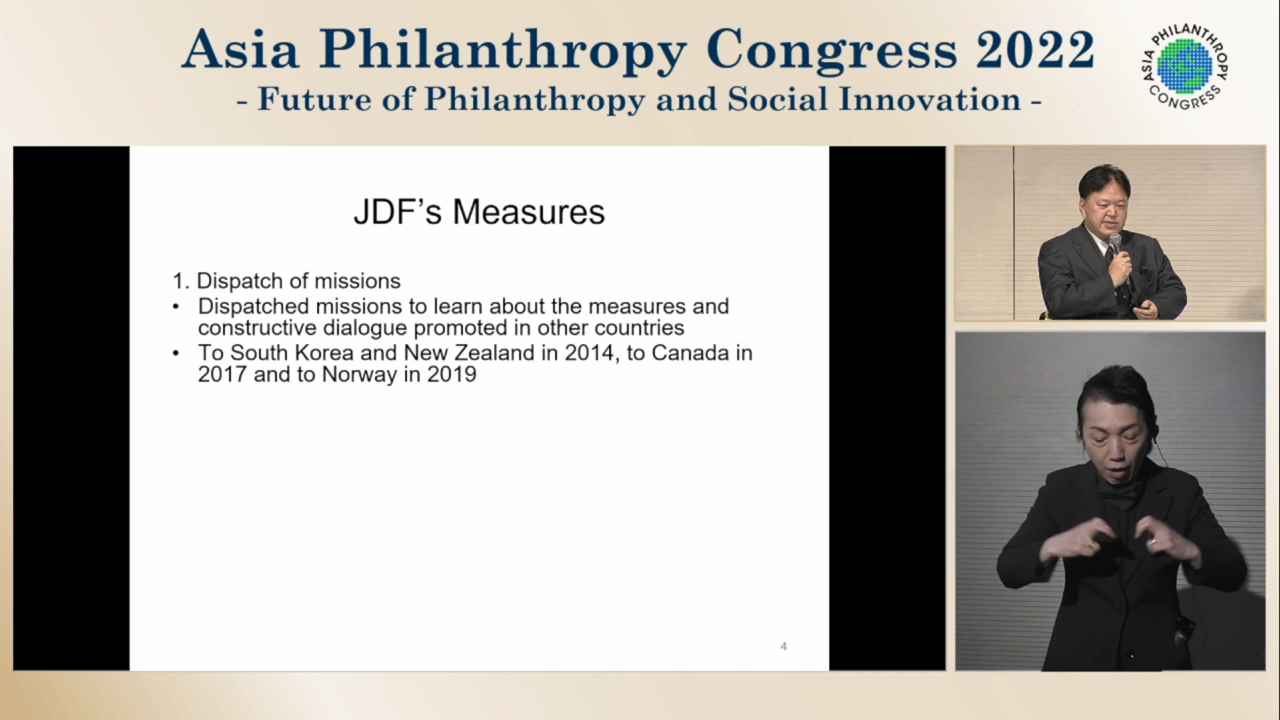 Asia Philanthropy Congress 2022
- Future of Philanthropy and Social Innovation -
ASIA PHILANTHROPY CONGRESS
JDF’s Measures
1. Dispatch of missions
• Dispatched missions to learn about the measures and
constructive dialogue promoted in other countries
• To South Korea and New Zealand in 2014, to Canada in
2017 and to Norway in 2019
4